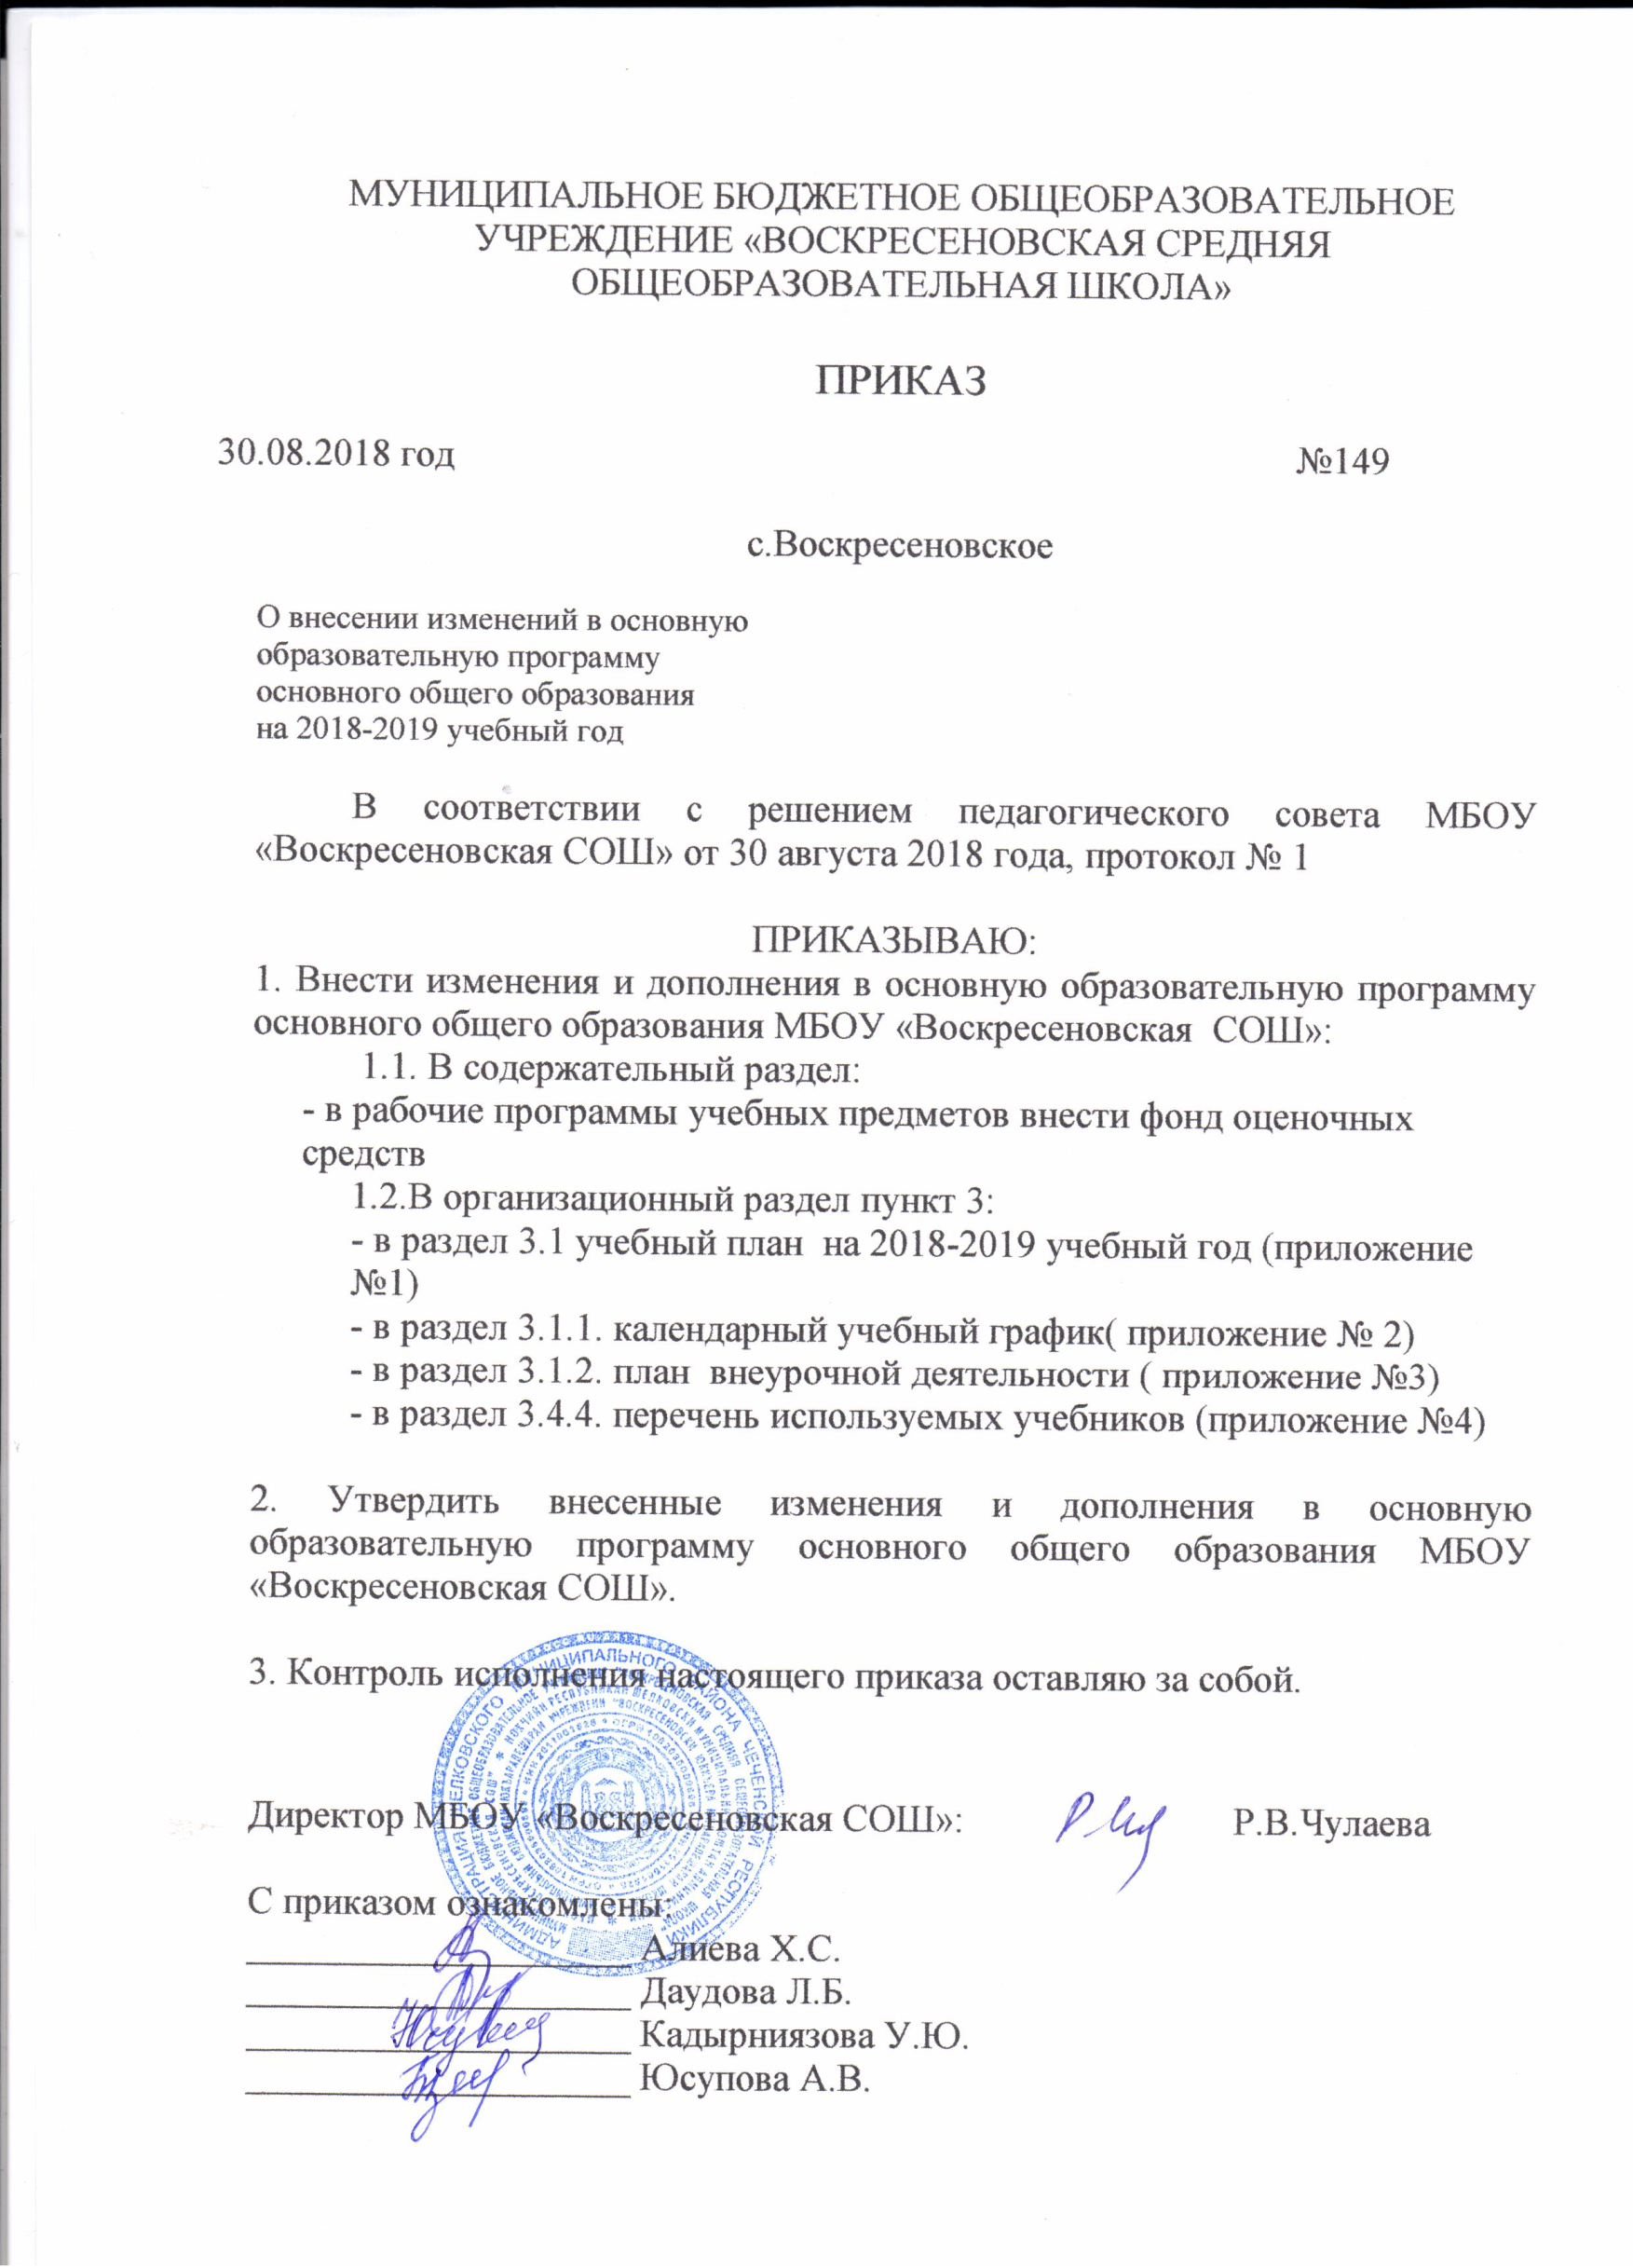 МУНИЦИПАЛЬНОЕ БЮДЖЕТНОЕ ОБЩЕОБРАЗОВАТЕЛЬНОЕ
УЧРЕЖДЕНИЕ «ВОСКРЕСЕНОВСКАЯ СРЕДНЯЯ
ОБЩЕОБРАЗОВАТЕЛЬНАЯ ШКОЛА»
ПРИКАЗ
30.08.2018 год №149
с.Воскресеновское
О внесении изменений в основную
образовательную программу
основного общего образования
на 2018-2019 учебный год
В соответствии с решением педагогического совета МБОУ
«Воскресеновская СОШ» от 30 августа 2018 года, протокол № 1
ПРИКАЗЫВАЮ:
1. Внести изменения и дополнения в основную образовательную программу
основного общего образования МБОУ «Воскресеновская СОШ»:
1.1. В содержательный раздел:
- в рабочие программы учебных предметов внести фонд оценочных
средств
1.2.В организационный раздел пункт 3:
- в раздел 3.1 учебный план на 2018-2019 учебный год (приложение
№1)
- в раздел 3.1.1. календарный учебный график( приложение № 2)
- в раздел 3.1.2. план внеурочной деятельности ( приложение №3)
- в раздел 3.4.4. перечень используемых учебников (приложение №4)
2. Утвердить внесенные изменения и дополнения в основную
образовательную программу основного общего образования МБОУ
«Воскресеновская СОШ».
3. Контроль исполнения настоящего приказа оставляю за собой.
АДМИНИСТРАЦИЯ ШЕЛКОВСКОГО МУНИЦИПАЛЬНОГО РАЙОНА ЧЕЧЕНСКОЙ РЕСПУБЛИКИ
Директор МБОУ «Воскресеновская СОШ»: Р.В.Чулаева
С приказом ознакомлены:
Алиева Х.С.
Даудова Л.Б.
Кадырниязова У.Ю.
Юсупова А.В.